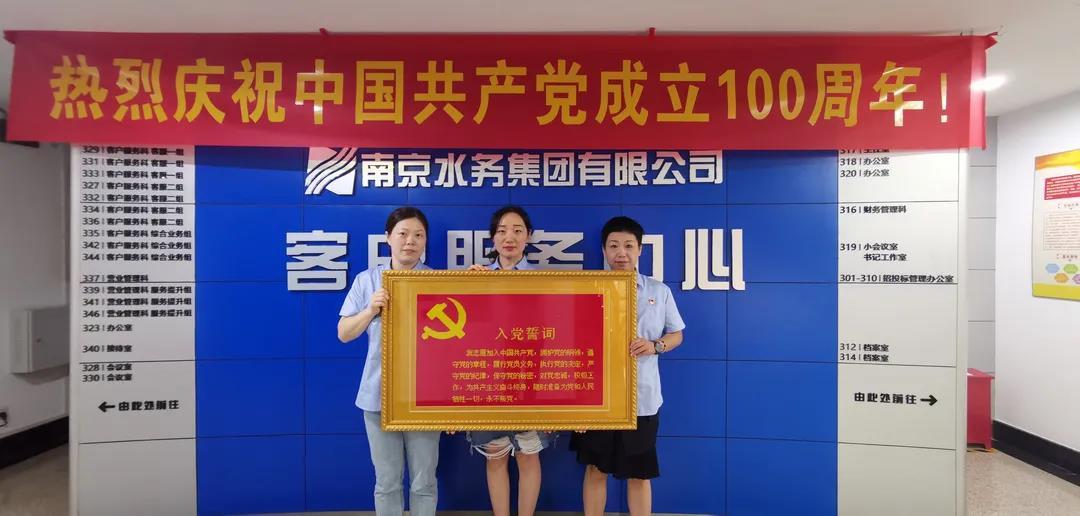 热烈庆祝中国共产党成立100周年！
南京水务集团有限公司
客户服务中心
329 | 客户服务科 客服一组
331 | 客户服务科 客服一组
333 | 客户服务科 客服一组
327 | 客户服务科 客服二组
332 | 客户服务科 客服二组
334 | 客户服务科 客服二组
336 | 客户服务科 客服二组
335 | 客户服务科 综合业务组
342 | 客户服务科 综合业务组
344 | 客户服务科 综合业务组
337 | 营业管理科
339 | 营业管理科 服务提升组
341 | 营业管理科 服务提升组
346 | 营业管理科 服务提升组
323 | 办公室
340 | 接待室
328 | 会议室
330 | 会议室
←由此处前往
318 | 办公室
320 | 办公室
316 | 财务管理科
319 | 小会议室
书记工作室
301-310 | 招投标管理办公室
312 | 档案室
314 | 档案室
由此处前往→
入党誓词
我志愿加入中国共产党，拥护党的纲领，遵
守党的章程，履行党员义务，执行党的决定，严
守党的纪律，保守党的秘密，对党忠诚，积极工
作，为共产主义奋斗终身，随时准备为党和人民
牺牲一切，永不叛党。